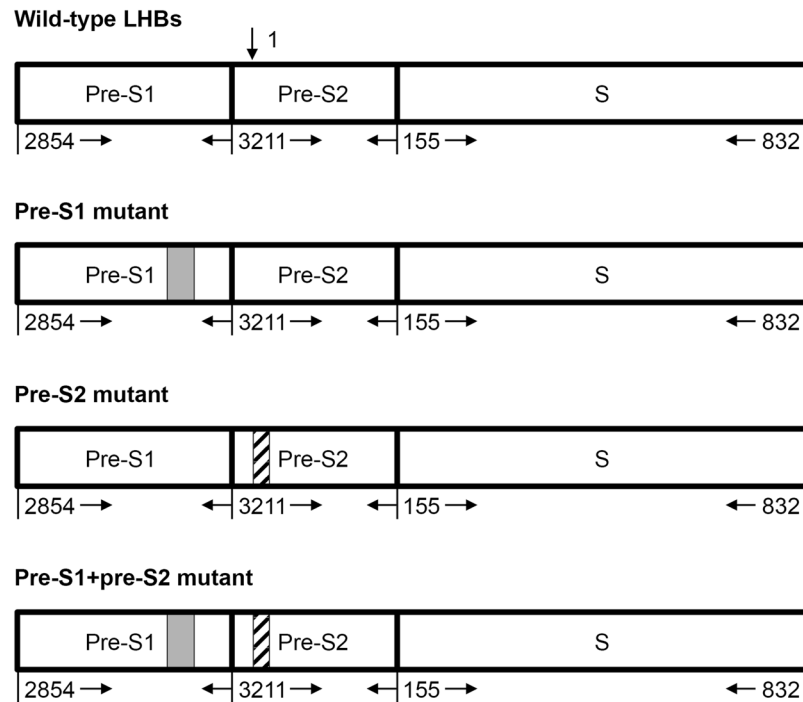 Wild-type LHBs
1
Pre-S1 Pre-S2 S
2854 3211 155 832
Pre-S1 mutant
Pre-S1 Pre-S2 S
2854 3211 155 832
Pre-S2 mutant
Pre-S1 Pre-S2 S
2854 3211 155 832
Pre-S1+pre-S2 mutant
Pre-S1 Pre-S2 S
2854 3211 155 832